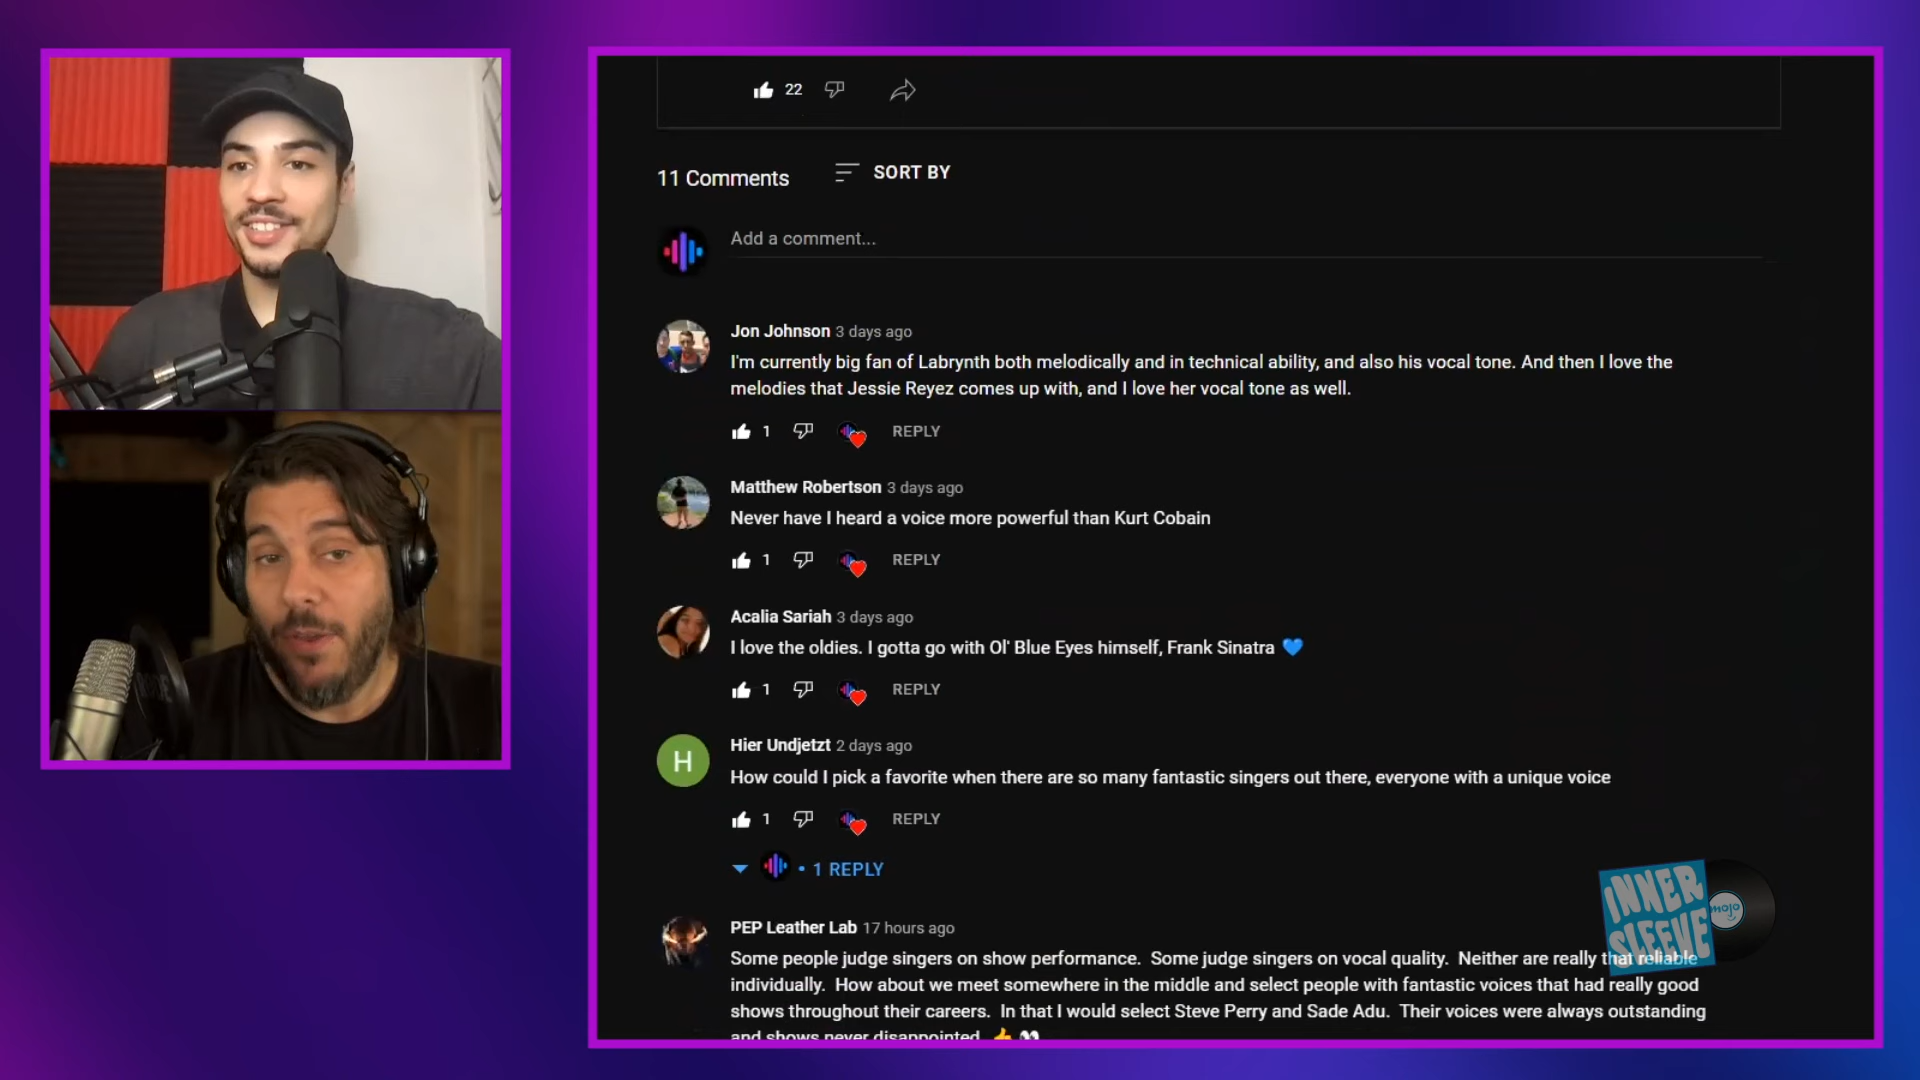 22
11 Comments
SORT BY
Add a comment...
Jon Johnson 3 days ago
I'm currently big fan of Labrynth both melodically and in technical ability, and also his vocal tone. And then I love the
melodies that Jessie Reyez comes up with, and I love her vocal tone as well.
1
REPLY
Matthew Robertson 3 days ago
Never have I heard a voice more powerful than Kurt Cobain
1
REPLY
Acalia Sariah 3 days ago
I love the oldies. I gotta go with Ol' Blue Eyes himself, Frank Sinatra 💙
1
REPLY
H
Hier Undjetzt 2 days ago
How could I pick a favorite when there are so many fantastic singers out there, everyone with a unique voice
1
REPLY
• 1 REPLY
PEP Leather Lab 17 hours ago
Some people judge singers on show performance. Some judge singers on vocal quality. Neither are really that reliable
individually. How about we meet somewhere in the middle and select people with fantastic voices that had really good
shows throughout their careers. In that I would select Steve Perry and Sade Adu. Their voices were always outstanding
and shows never disappointed 👍 👀
INNER
SLEEVE
mojo